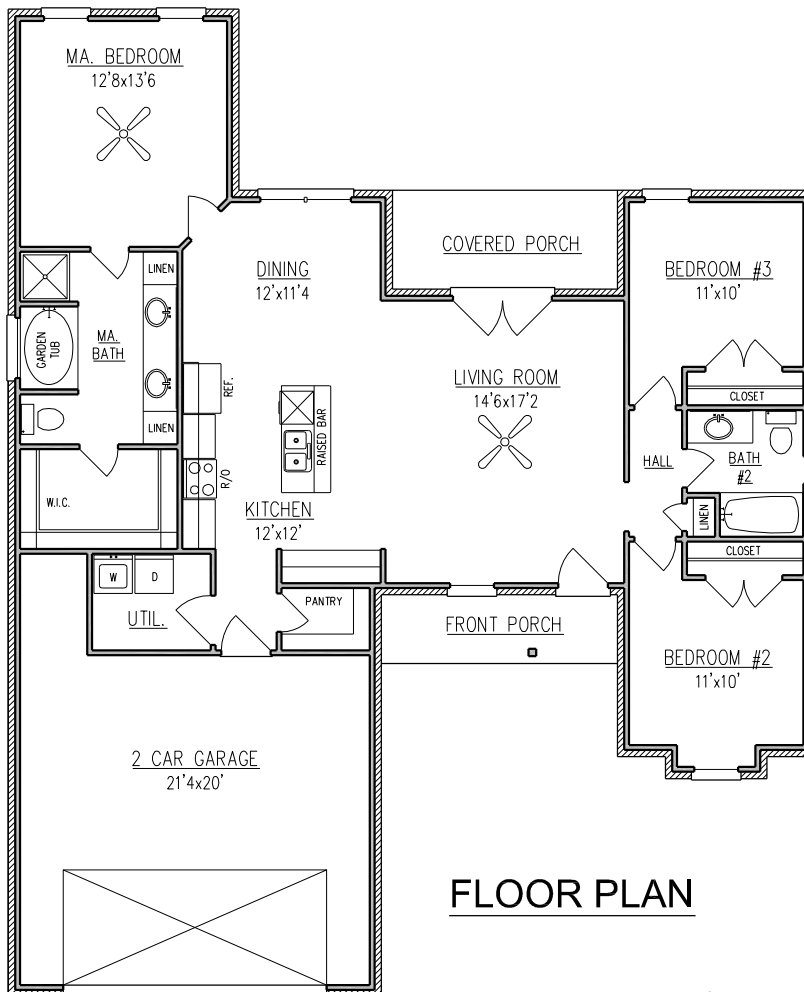 MA. BEDROOM
12'8x13'6
COVERED PORCH
LINEN
DINING
12'x11'4
BEDROOM #3
11'x10'
GARDEN
TUB
MA.
BATH
REF.
LIVING ROOM
14'6x17'2
CLOSET
LINEN
RAISED BAR
R/O
HALL
BATH
#2
W.I.C.
KITCHEN
12'x12'
LINEN
CLOSET
W
D
UTIL.
PANTRY
FRONT PORCH
BEDROOM #2
11'x10'
2 CAR GARAGE
21'4x20'
FLOOR PLAN